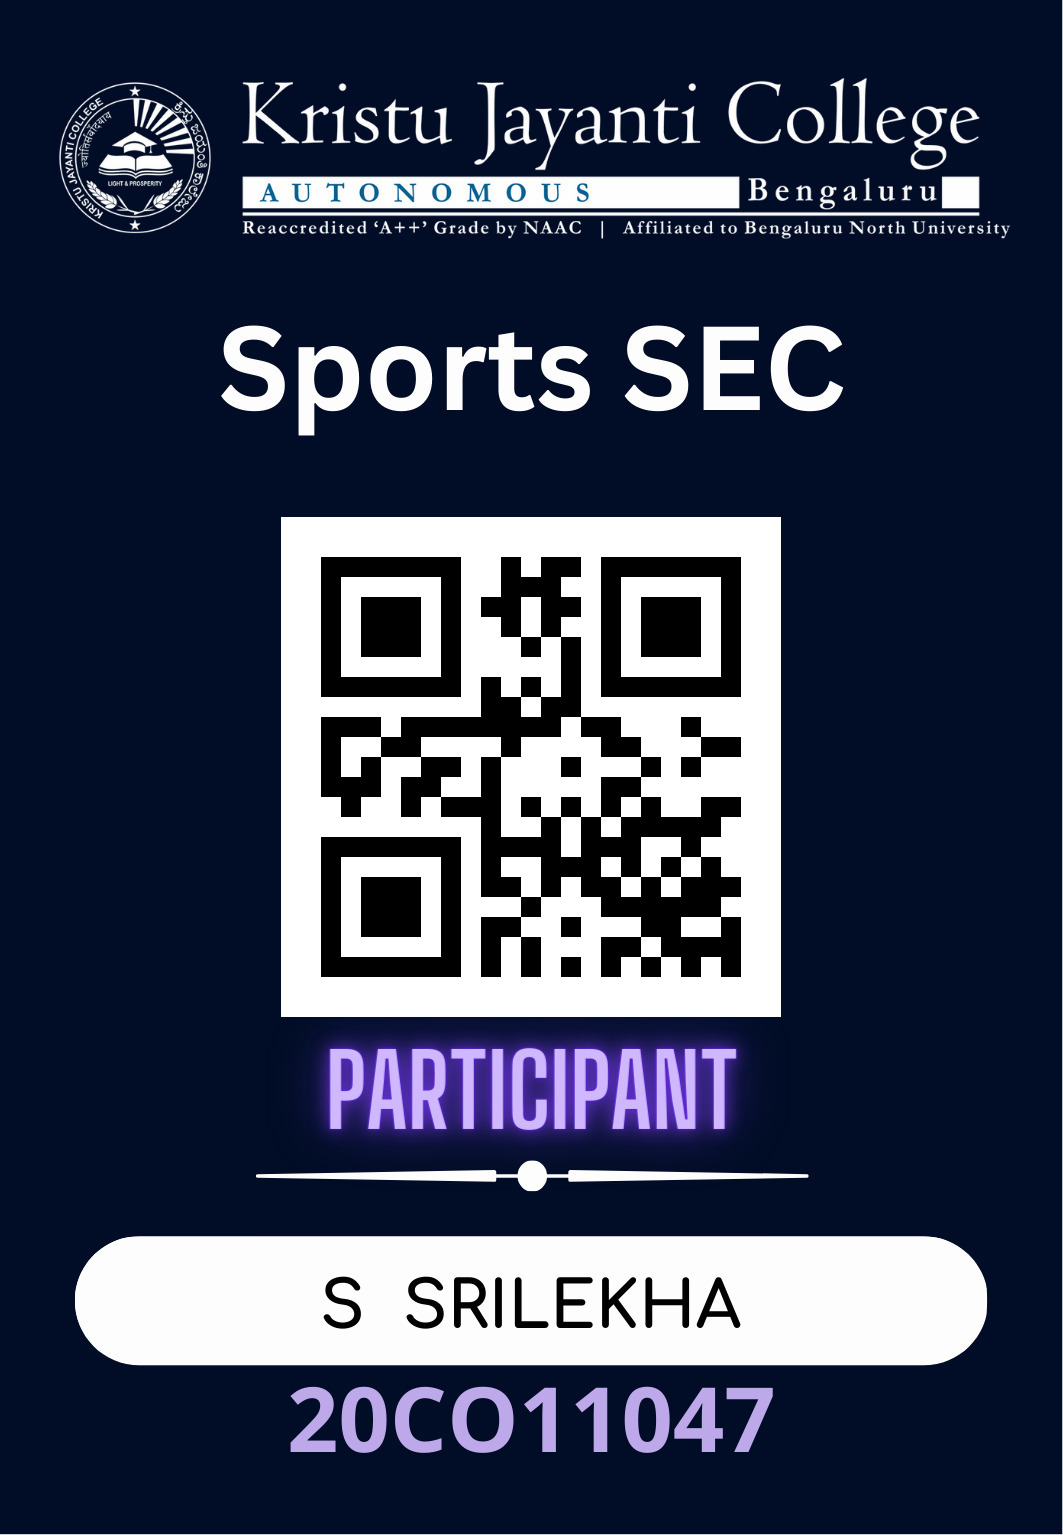 KRISTU JAYANTI COLLEGE
LIGHT & PROSPERITY
Kristu Jayanti College
AUTONOMOUS Bengaluru
Reaccredited ‘A++’ Grade by NAAC | Affiliated to Bengaluru North University
Sports SEC
PARTICIPANT
S SRILEKHA
20CO11047